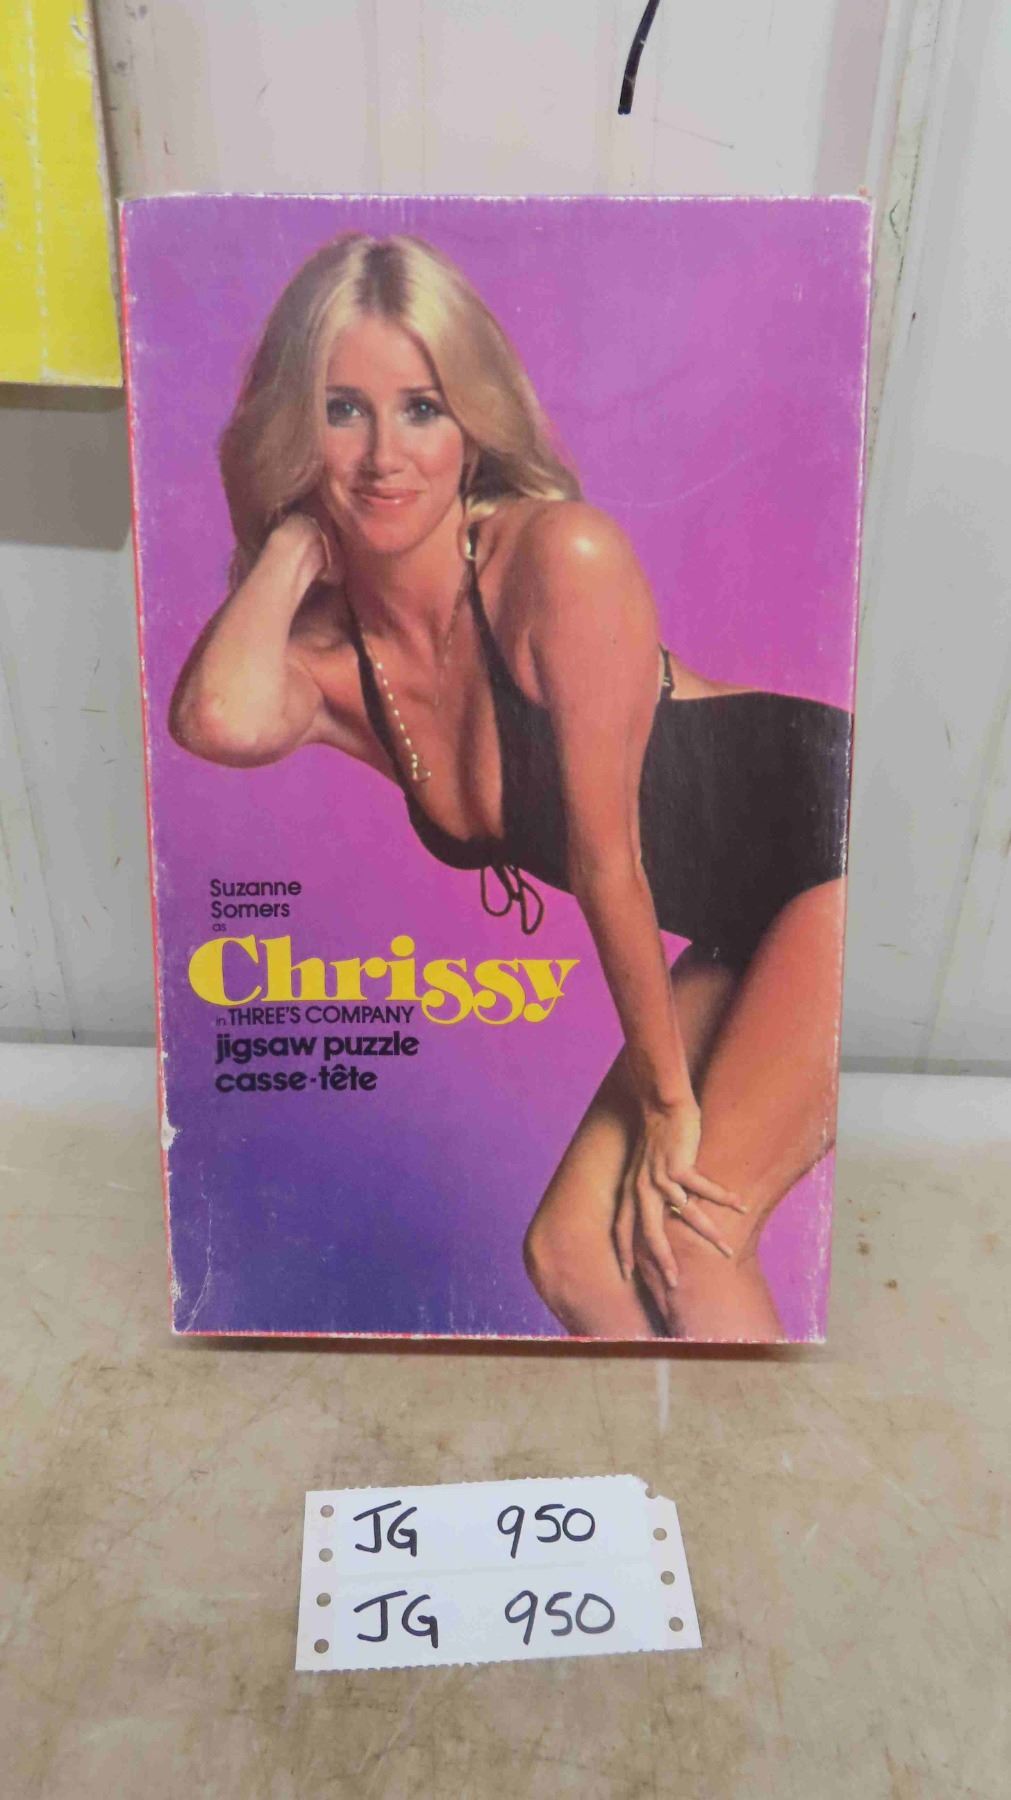 Suzanne
Somers
as
Chrissy
in THREE'S COMPANY
jigsaw puzzle
casse-tête
JG 950
JG 950